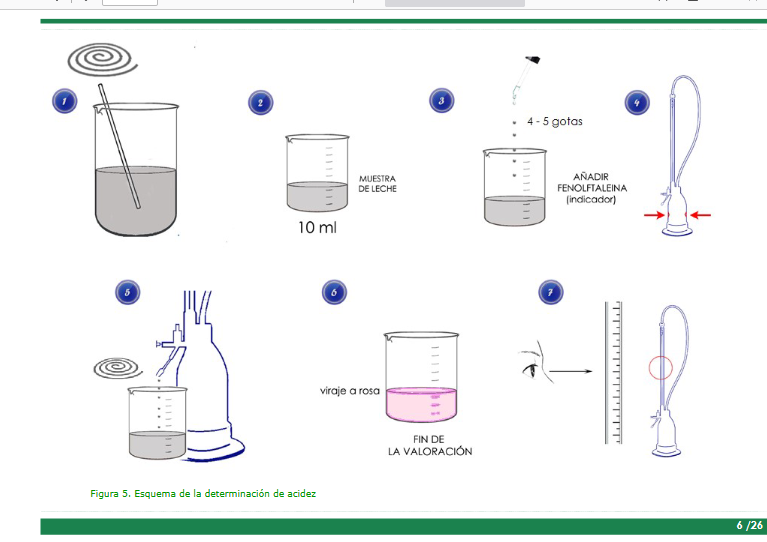 1
2
3
4
4 - 5 gotas
MUESTRA
DE LECHE
10 ml
AÑADIR
FENOLFTALEINA
(indicador)
5
6
7
viraje a rosa
FIN DE
LA VALORACIÓN
Figura 5. Esquema de la determinación de acidez
6 /26